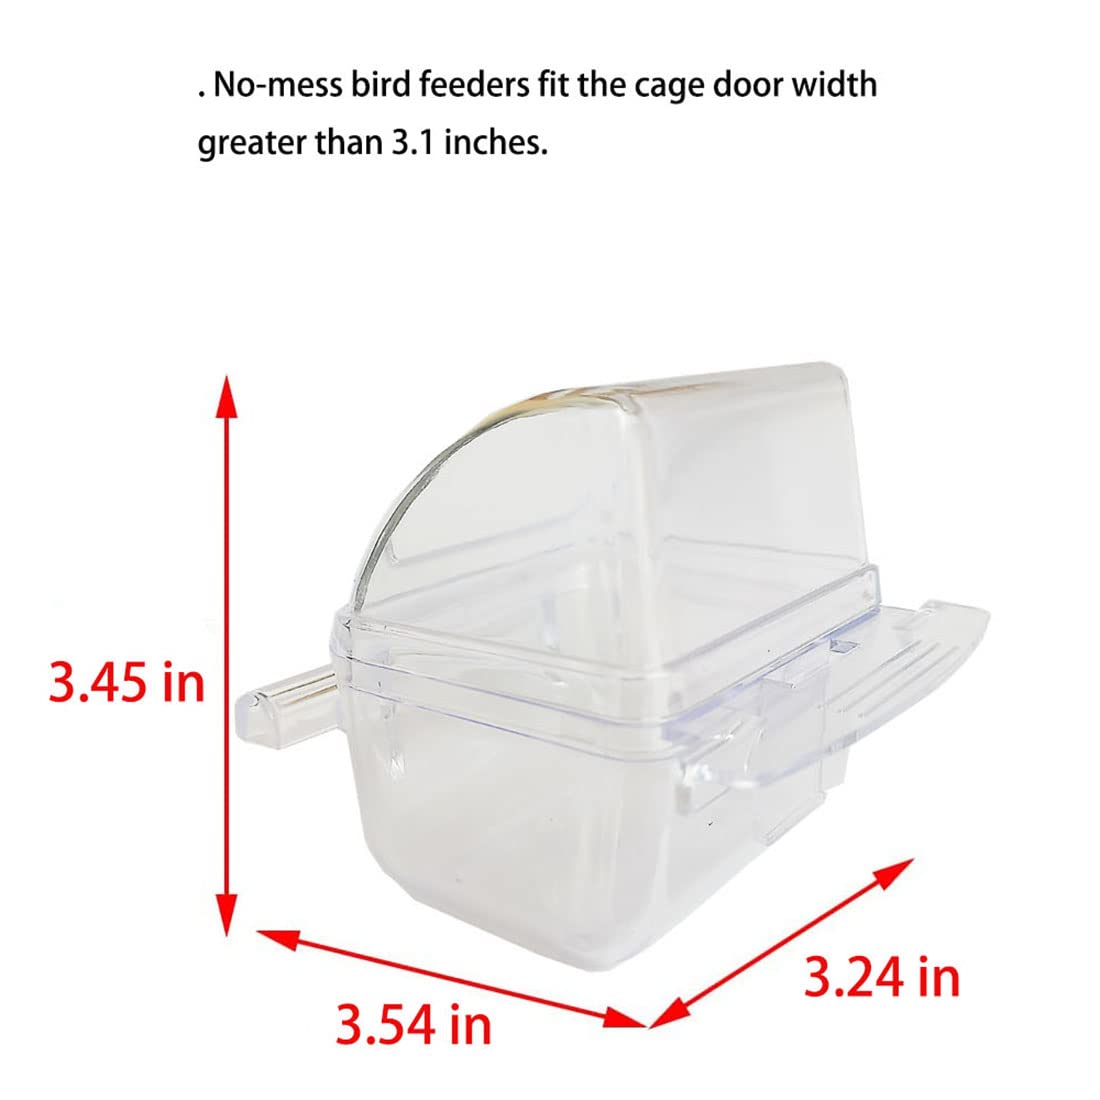 . No-mess bird feeders fit the cage door width
greater than 3.1 inches.
3.45 in
3.54 in
3.24 in